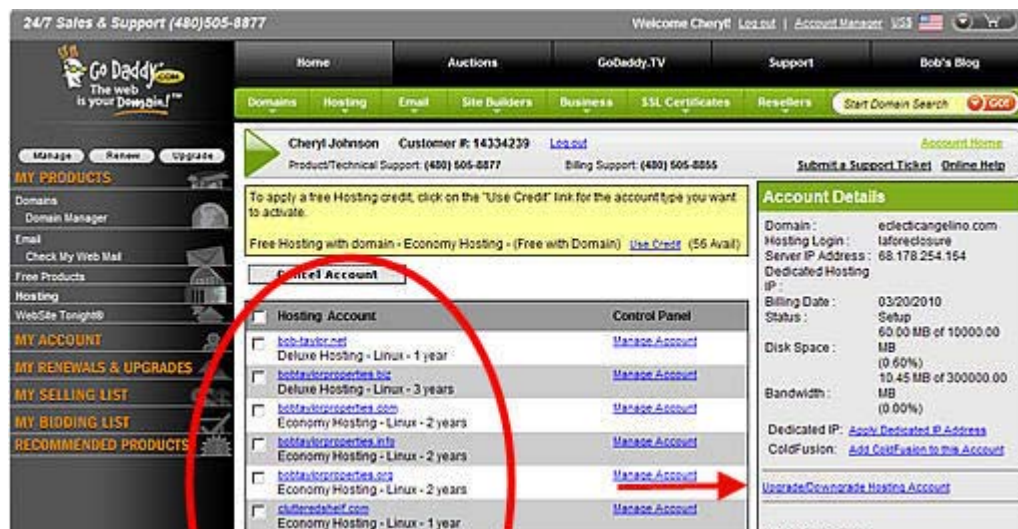 24/7 Sales & Support (480)505-8877
Welcome Cheryl! Log out | Account Manager US$
Go Daddy.COM
The web
is your Domain!™
Home Auctions GoDaddy.TV Support Bob's Blog
Domains Hosting Email Site Builders Business SSL Certificates Resellers Start Domain Search GO!
Manage Renew Upgrade
MY PRODUCTS
Domains
Domain Manager
Email
Check My Web Mail
Free Products
Hosting
WebSite Tonight®
MY ACCOUNT
MY RENEWALS & UPGRADES
MY SELLING LIST
MY BIDDING LIST
RECOMMENDED PRODUCTS
Cheryl Johnson Customer #: 14334239 Log out
Account Home
Product/Technical Support: (480) 505-8877 Billing Support: (480) 505-8855
Submit a Support Ticket Online Help
To apply a free Hosting credit, click on the "Use Credit" link for the account type you want
to activate.
Free Hosting with domain - Economy Hosting - (Free with Domain) Use Credit (56 Avail)
Cancel Account
Hosting Account Control Panel
bob-taylor.net Manage Account
Deluxe Hosting - Linux - 1 year
bobtaylorproperties.biz Manage Account
Deluxe Hosting - Linux - 3 years
bobtaylorproperties.com Manage Account
Economy Hosting - Linux - 2 years
bobtaylorproperties.info Manage Account
Economy Hosting - Linux - 2 years
bobtaylorproperties.org Manage Account
Economy Hosting - Linux - 2 years
clutteredshelf.com Manage Account
Economy Hosting - Linux - 1 year
Account Details
Domain : eclecticangelino.com
Hosting Login : laforeclosure
Server IP Address : 68.178.254.154
Dedicated Hosting
IP :
Billing Date : 03/20/2010
Status : Setup
60.00 MB of 10000.00
Disk Space : MB
(0.60%)
10.45 MB of 300000.00
Bandwidth : MB
(0.00%)
Dedicated IP: Apply Dedicated IP Address
ColdFusion: Add ColdFusion to this Account
Upgrade/Downgrade Hosting Account